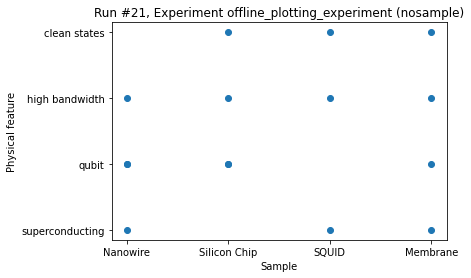 Run #21, Experiment offline_plotting_experiment (nosample)
clean states
high bandwidth
Physical feature
qubit
superconducting
Nanowire Silicon Chip SQUID Membrane
Sample